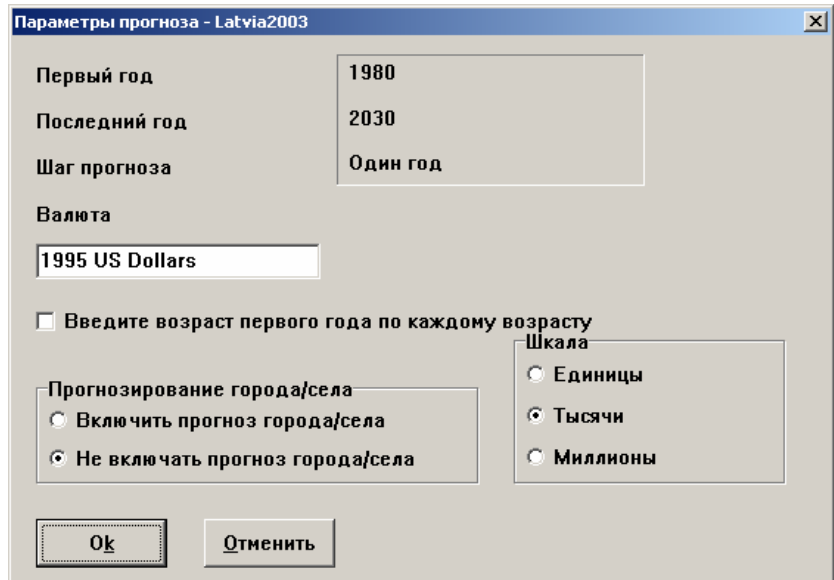 Параметры прогноза - Latvia2003
Первый год
1980
Последний год
2030
Шаг прогноза
Один год
Валюта
1995 US Dollars
Введите возраст первого года по каждому возрасту
Шкала
Единицы
Тысячи
Миллионы
Прогнозирование города/села
Включить прогноз города/села
Не включать прогноз города/села
Ok
Отменить